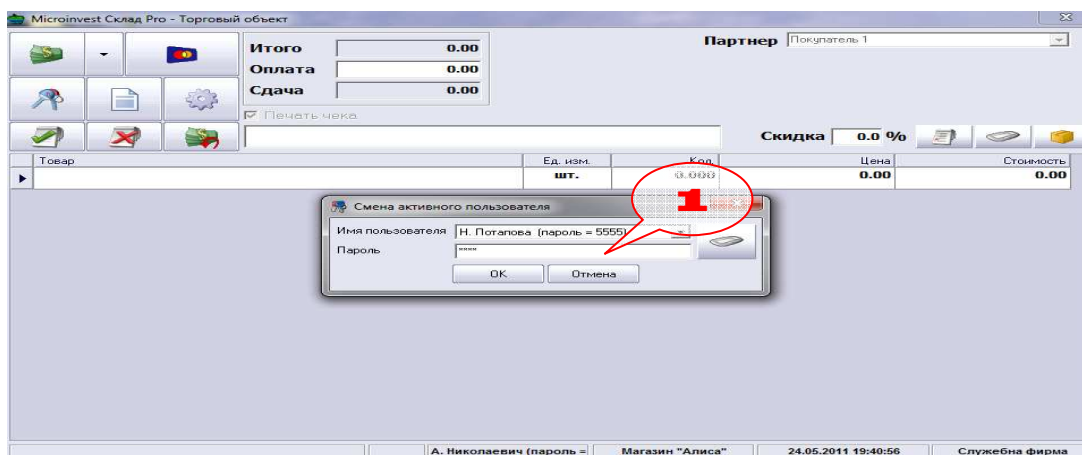 Microinvest Склад Pro - Торговый объект
Итого 0.00
Партнер Покупатель 1
Оплата 0.00
Сдача 0.00
Печать чека
Скидка 0.0 %
Товар Ед. изм. Кол. Цена Стоимость
шт. 0.000 0.00 0.00
1
Смена активного пользователя
Имя пользователя Н. Потапова (пароль = 5555)
Пароль ****
OK Отмена
А. Николаевич (пароль = Магазин "Алиса" 24.05.2011 19:40:56 Служебна фирма